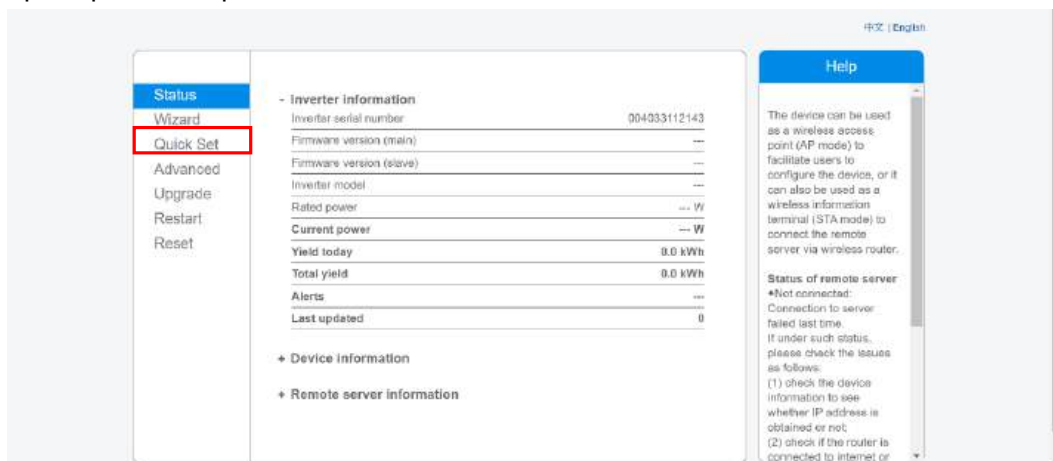 中文 | English
Status
Wizard
Quick Set
Advanced
Upgrade
Restart
Reset
- Inverter information
Inverter serial number 004033112143
Firmware version (main) ---
Firmware version (slave) ---
Inverter model ---
Rated power --- W
Current power --- W
Yield today 0.0 kWh
Total yield 0.0 kWh
Alerts ---
Last updated 0
+ Device information
+ Remote server information
Help
The device can be used
as a wireless access
point (AP mode) to
facilitate users to
configure the device, or it
can also be used as a
wireless information
terminal (STA mode) to
connect the remote
server via wireless router.
Status of remote server
♦Not connected:
Connection to server
failed last time.
If under such status,
please check the issues
as follows:
(1) check the device
information to see
whether IP address is
obtained or not;
(2) check if the router is
connected to internet or